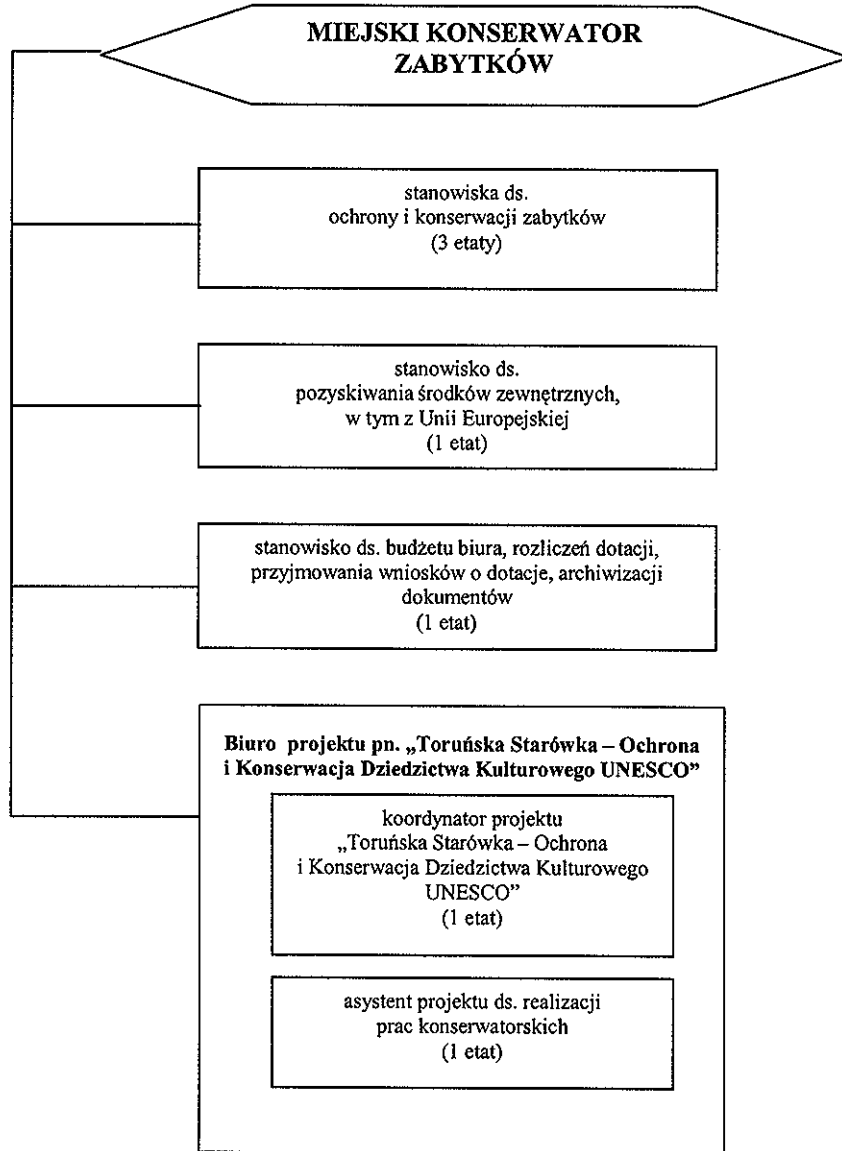 MIEJSKI KONSERWATOR
ZABYTKÓW
stanowiska ds.
ochrony i konserwacji zabytków
(3 etaty)
stanowisko ds.
pozyskiwania środków zewnętrznych,
w tym z Unii Europejskiej
(1 etat)
stanowisko ds. budżetu biura, rozliczeń dotacji,
przyjmowania wniosków o dotacje, archiwizacji
dokumentów
(1 etat)
Biuro projektu pn. „Toruńska Starówka – Ochrona
i Konserwacja Dziedzictwa Kulturowego UNESCO”
koordynator projektu
„Toruńska Starówka – Ochrona
i Konserwacja Dziedzictwa Kulturowego
UNESCO”
(1 etat)
asystent projektu ds. realizacji
prac konserwatorskich
(1 etat)